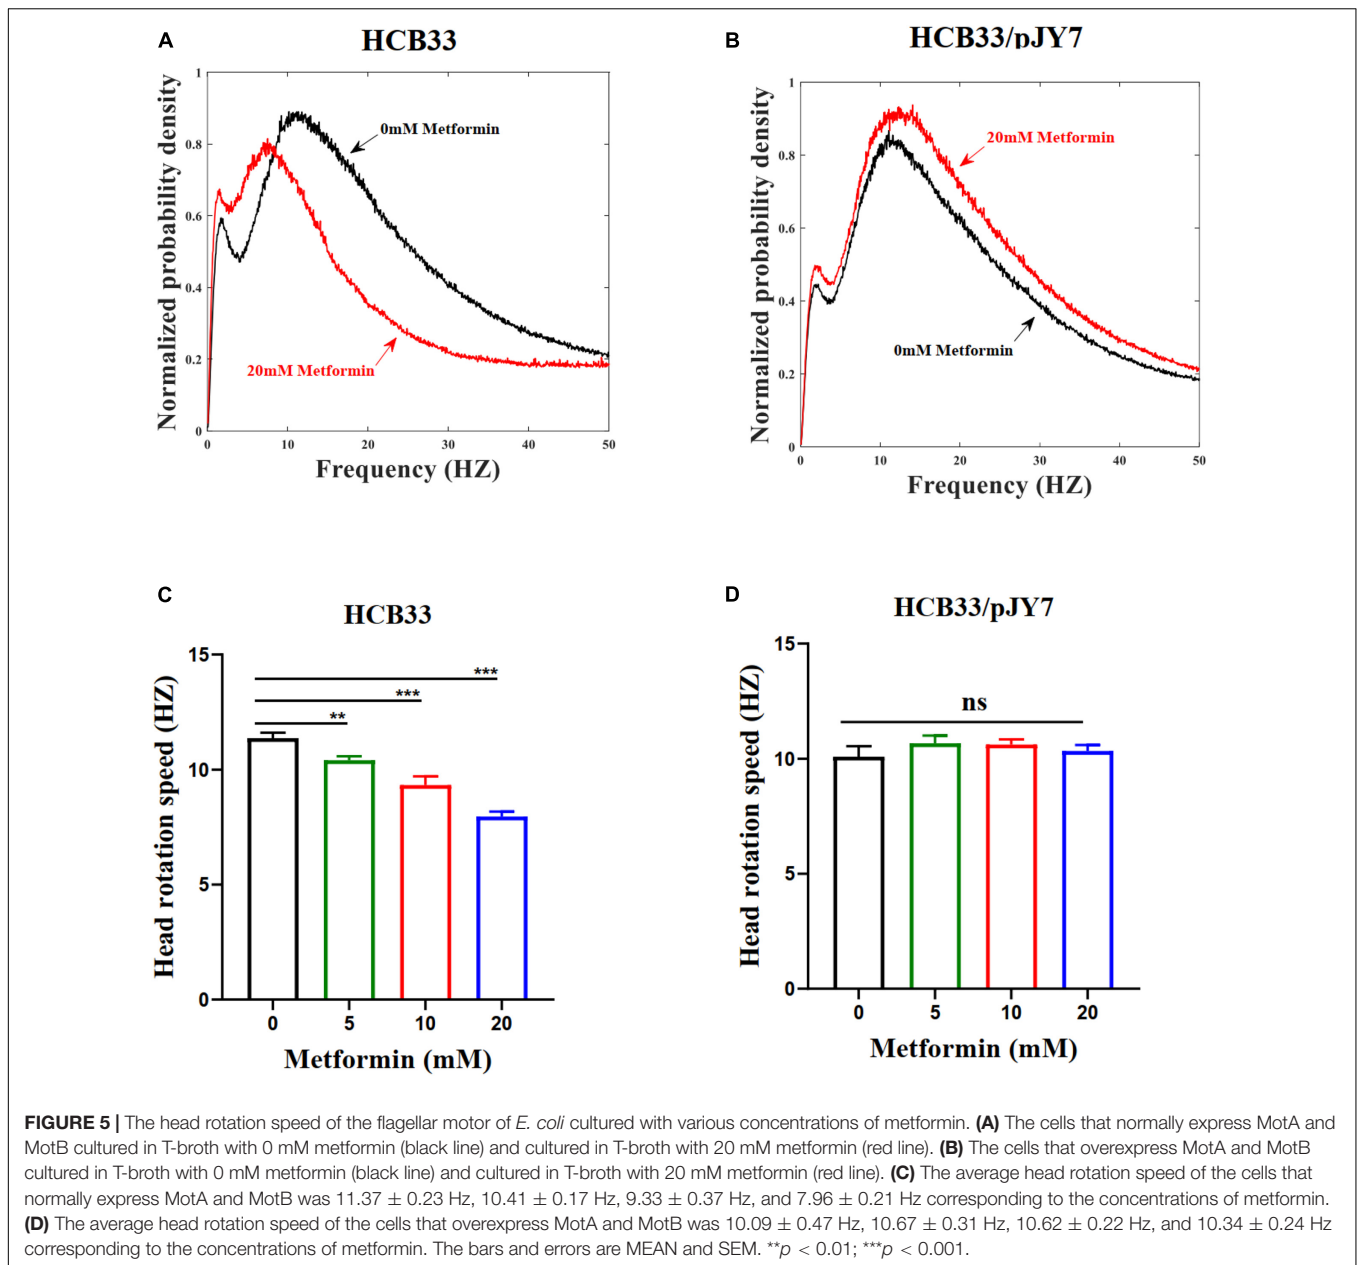 A
HCB33
Normalized probability density
1
0.8
0.6
0.4
0.2
0
0mM Metformin
20mM Metformin
0 10 20 30 40 50
Frequency (HZ)
B
HCB33/pJY7
Normalized probability density
1
0.8
0.6
0.4
0.2
0
20mM Metformin
0mM Metformin
0 10 20 30 40 50
Frequency (HZ)
C
HCB33
Head rotation speed (HZ)
15
10
5
0
***
***
**
0 5 10 20
Metformin (mM)
D
HCB33/pJY7
Head rotation speed (HZ)
15
10
5
0
ns
0 5 10 20
Metformin (mM)
FIGURE 5 | The head rotation speed of the flagellar motor of E. coli cultured with various concentrations of metformin. (A) The cells that normally express MotA and
MotB cultured in T-broth with 0 mM metformin (black line) and cultured in T-broth with 20 mM metformin (red line). (B) The cells that overexpress MotA and MotB
cultured in T-broth with 0 mM metformin (black line) and cultured in T-broth with 20 mM metformin (red line). (C) The average head rotation speed of the cells that
normally express MotA and MotB was 11.37 ± 0.23 Hz, 10.41 ± 0.17 Hz, 9.33 ± 0.37 Hz, and 7.96 ± 0.21 Hz corresponding to the concentrations of metformin.
(D) The average head rotation speed of the cells that overexpress MotA and MotB was 10.09 ± 0.47 Hz, 10.67 ± 0.31 Hz, 10.62 ± 0.22 Hz, and 10.34 ± 0.24 Hz
corresponding to the concentrations of metformin. The bars and errors are MEAN and SEM. **p < 0.01; ***p < 0.001.